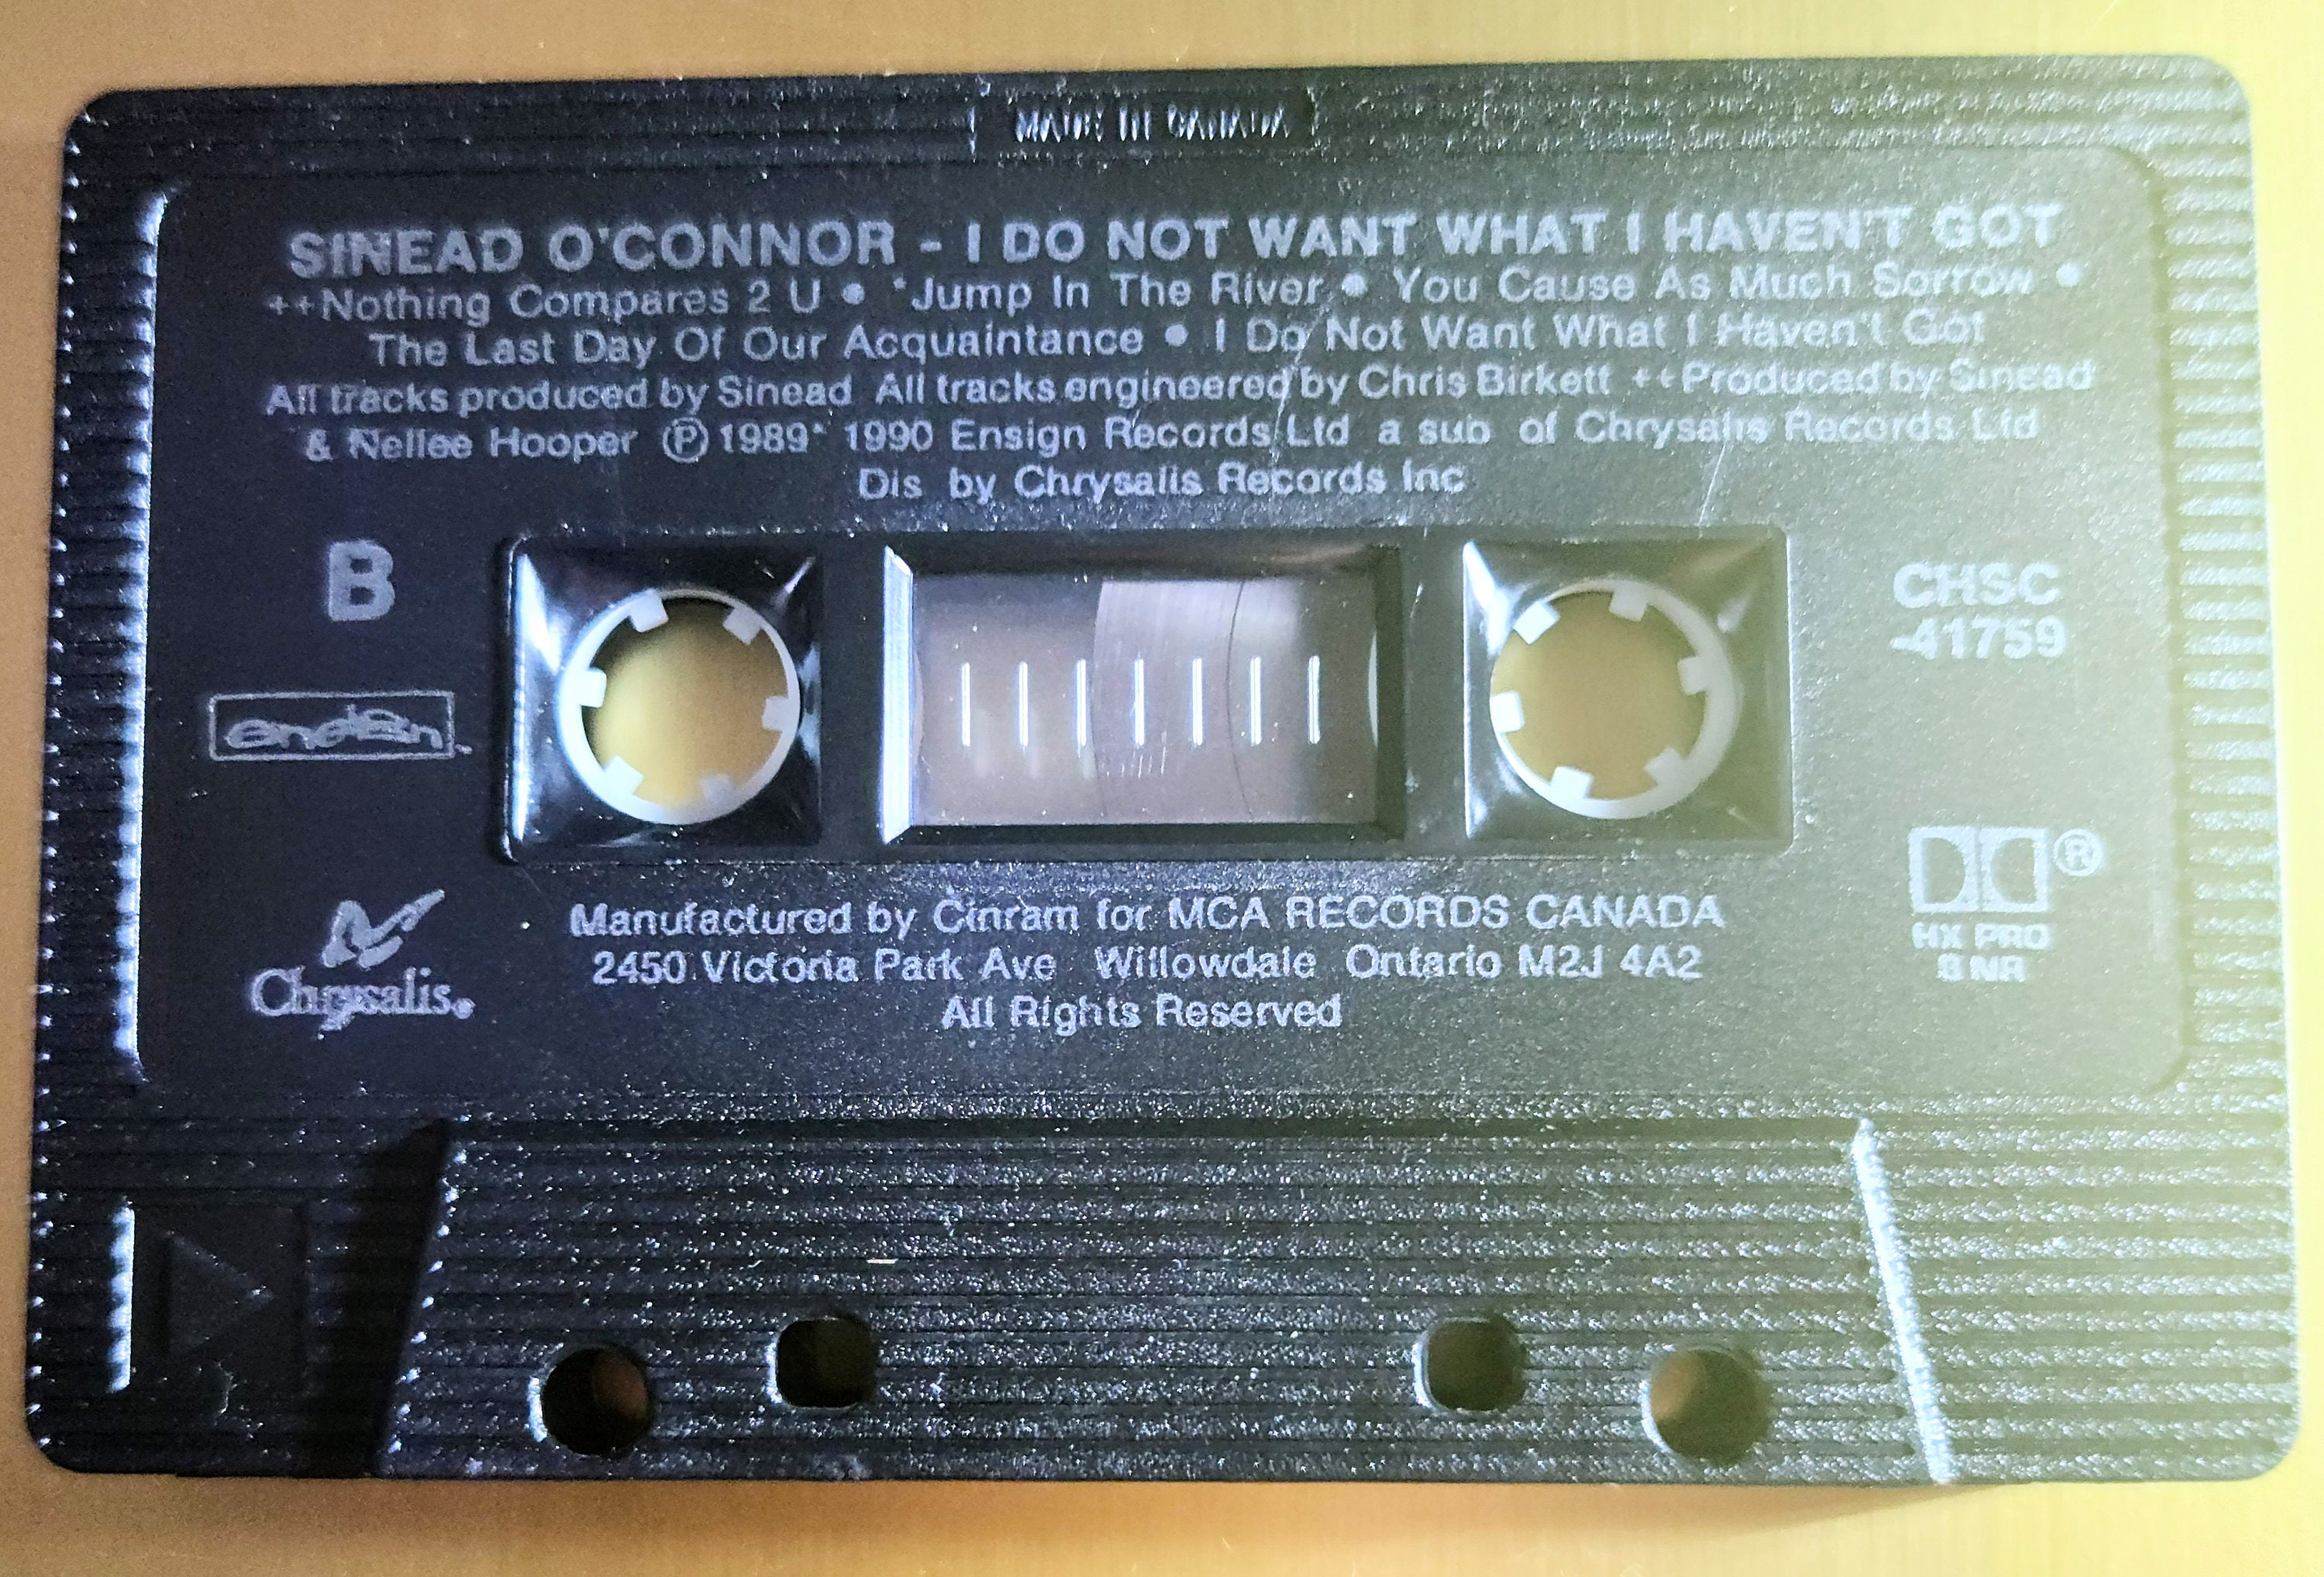 MADE IN CANADA
SINEAD O'CONNOR - I DO NOT WANT WHAT I HAVEN'T GOT
++Nothing Compares 2 U • *Jump In The River • You Cause As Much Sorrow •
The Last Day Of Our Acquaintance • I Do Not Want What I Haven't Got
All tracks produced by Sinead All tracks engineered by Chris Birkett ++Produced by Sinead
& Nellee Hooper ℗ 1989* 1990 Ensign Records Ltd a sub of Chrysalis Records Ltd
Dis by Chrysalis Records Inc
B
CHSC
-41759
ensign
Chrysalis®
Manufactured by Cinram for MCA RECORDS CANADA
2450 Victoria Park Ave Willowdale Ontario M2J 4A2
All Rights Reserved
®
HX PRO
B NR